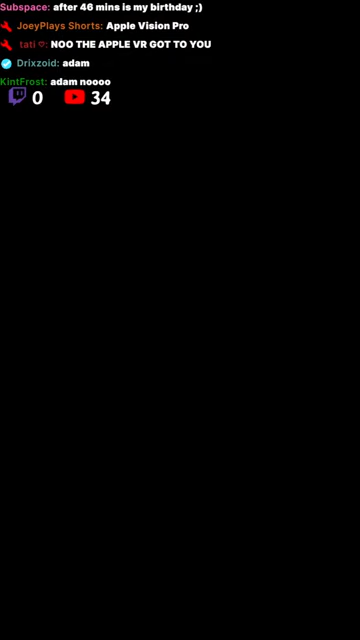 Subspace: after 46 mins is my birthday ;)
JoeyPlays Shorts: Apple Vision Pro
tati ♡: NOO THE APPLE VR GOT TO YOU
Drixzoid: adam
KintFrost: adam noooo
0 34